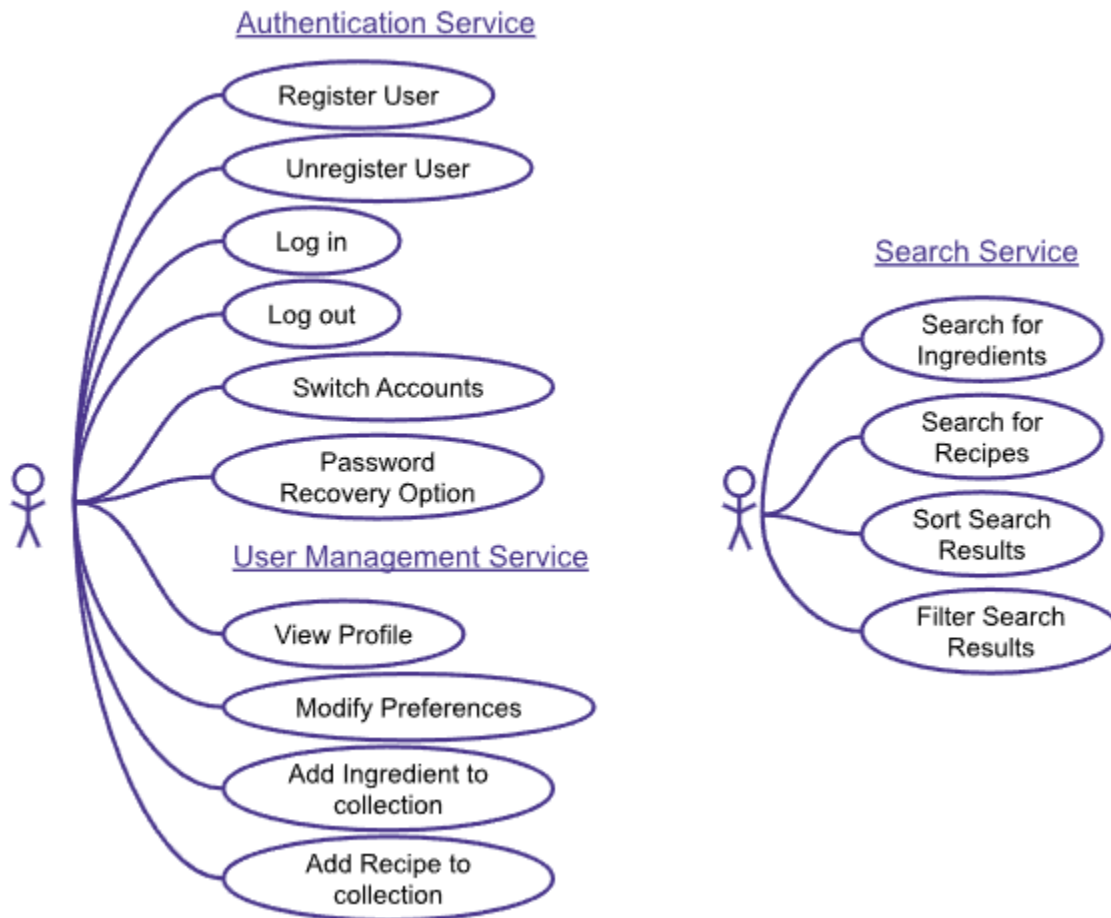 Authentication Service
Register User
Unregister User
Log in
Log out
Switch Accounts
Password
Recovery Option
User Management Service
View Profile
Modify Preferences
Add Ingredient to
collection
Add Recipe to
collection
Search Service
Search for
Ingredients
Search for
Recipes
Sort Search
Results
Filter Search
Results